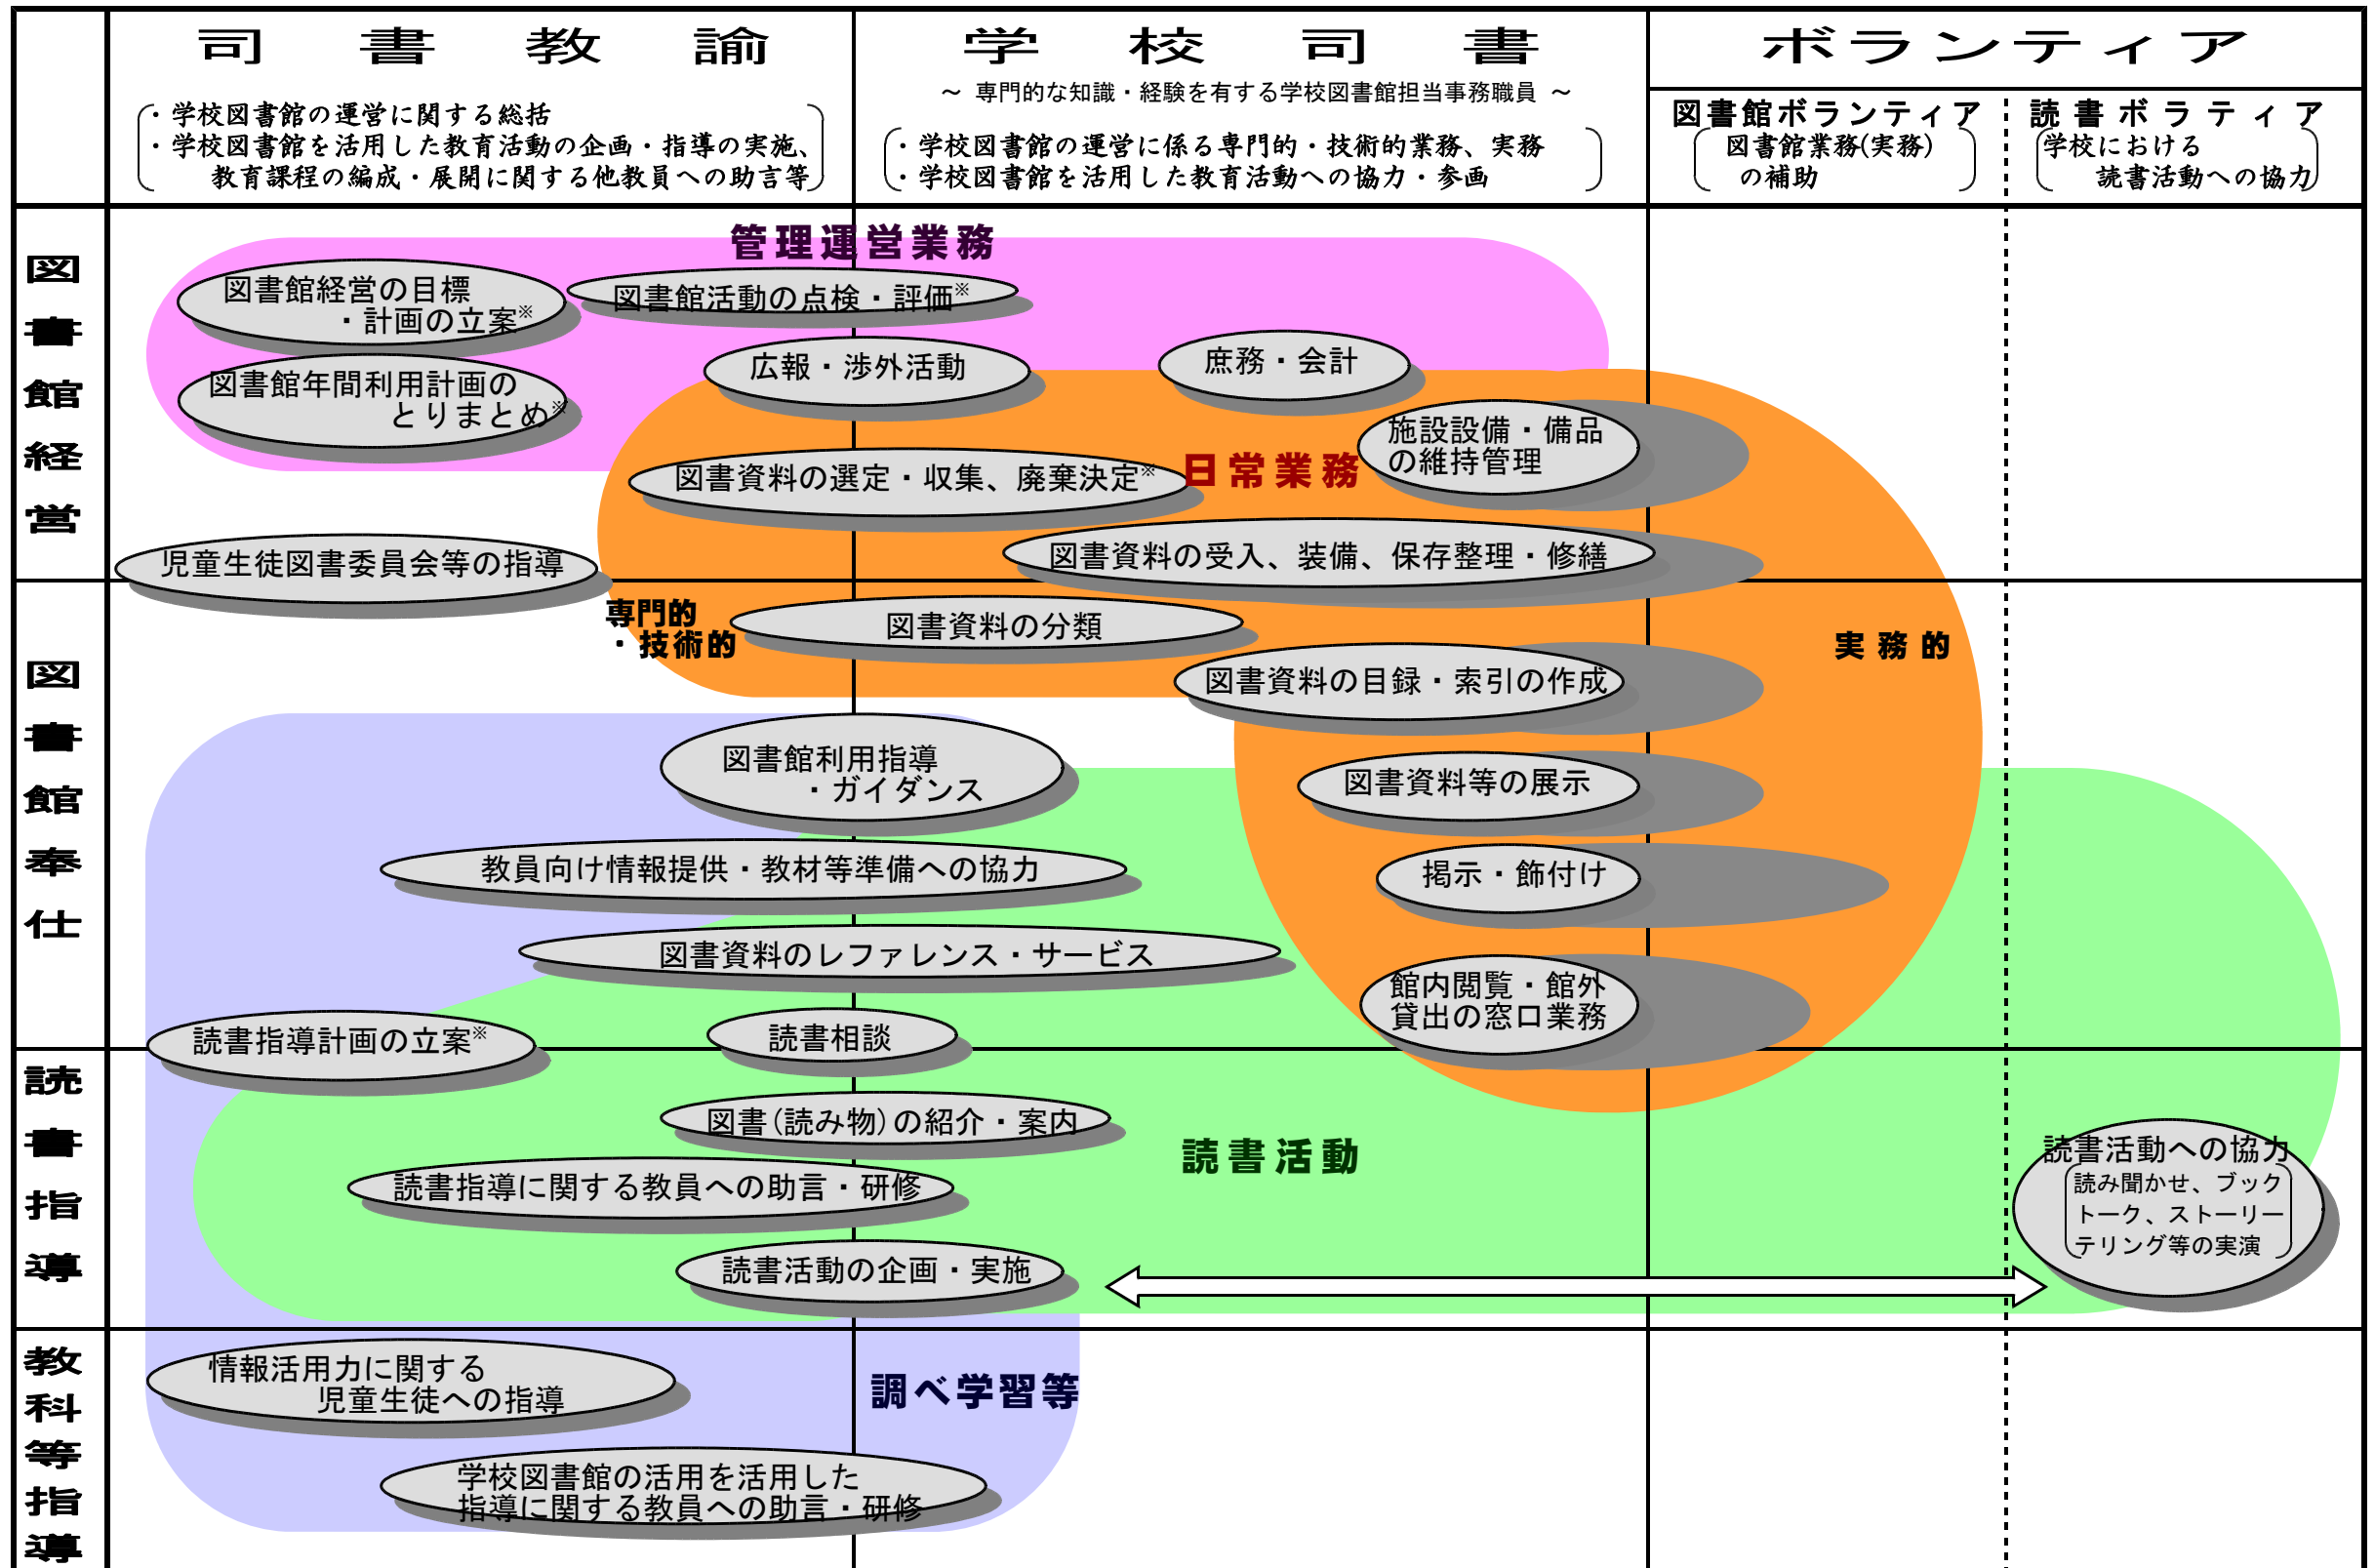 司書教諭
・学校図書館の運営に関する総括
・学校図書館を活用した教育活動の企画・指導の実施、
教育課程の編成・展開に関する他教員への助言等
学校司書
～ 専門的な知識・経験を有する学校図書館担当事務職員 ～
・学校図書館の運営に係る専門的・技術的業務、実務
・学校図書館を活用した教育活動への協力・参画
ボランティア
図書館ボランティア
図書館業務(実務)
の補助
読書ボラティア
学校における
読書活動への協力
図書館経営
管理運営業務
図書館経営の目標
・計画の立案※
図書館活動の点検・評価※
図書館年間利用計画の
とりまとめ※
広報・渉外活動
庶務・会計
施設設備・備品
の維持管理
図書資料の選定・収集、廃棄決定※
日常業務
図書資料の受入、装備、保存整理・修繕
児童生徒図書委員会等の指導
図書館奉仕
専門的
・技術的
図書資料の分類
実務的
図書資料の目録・索引の作成
図書館利用指導
・ガイダンス
図書資料等の展示
教員向け情報提供・教材等準備への協力
掲示・飾付け
図書資料のレファレンス・サービス
館内閲覧・館外
貸出の窓口業務
読書指導計画の立案※
読書相談
読書指導
図書(読み物)の紹介・案内
読書活動
読書指導に関する教員への助言・研修
読書活動の企画・実施
読書活動への協力
読み聞かせ、ブック
トーク、ストーリー
テリング等の実演
教科等指導
情報活用力に関する
児童生徒への指導
調べ学習等
学校図書館の活用を活用した
指導に関する教員への助言・研修